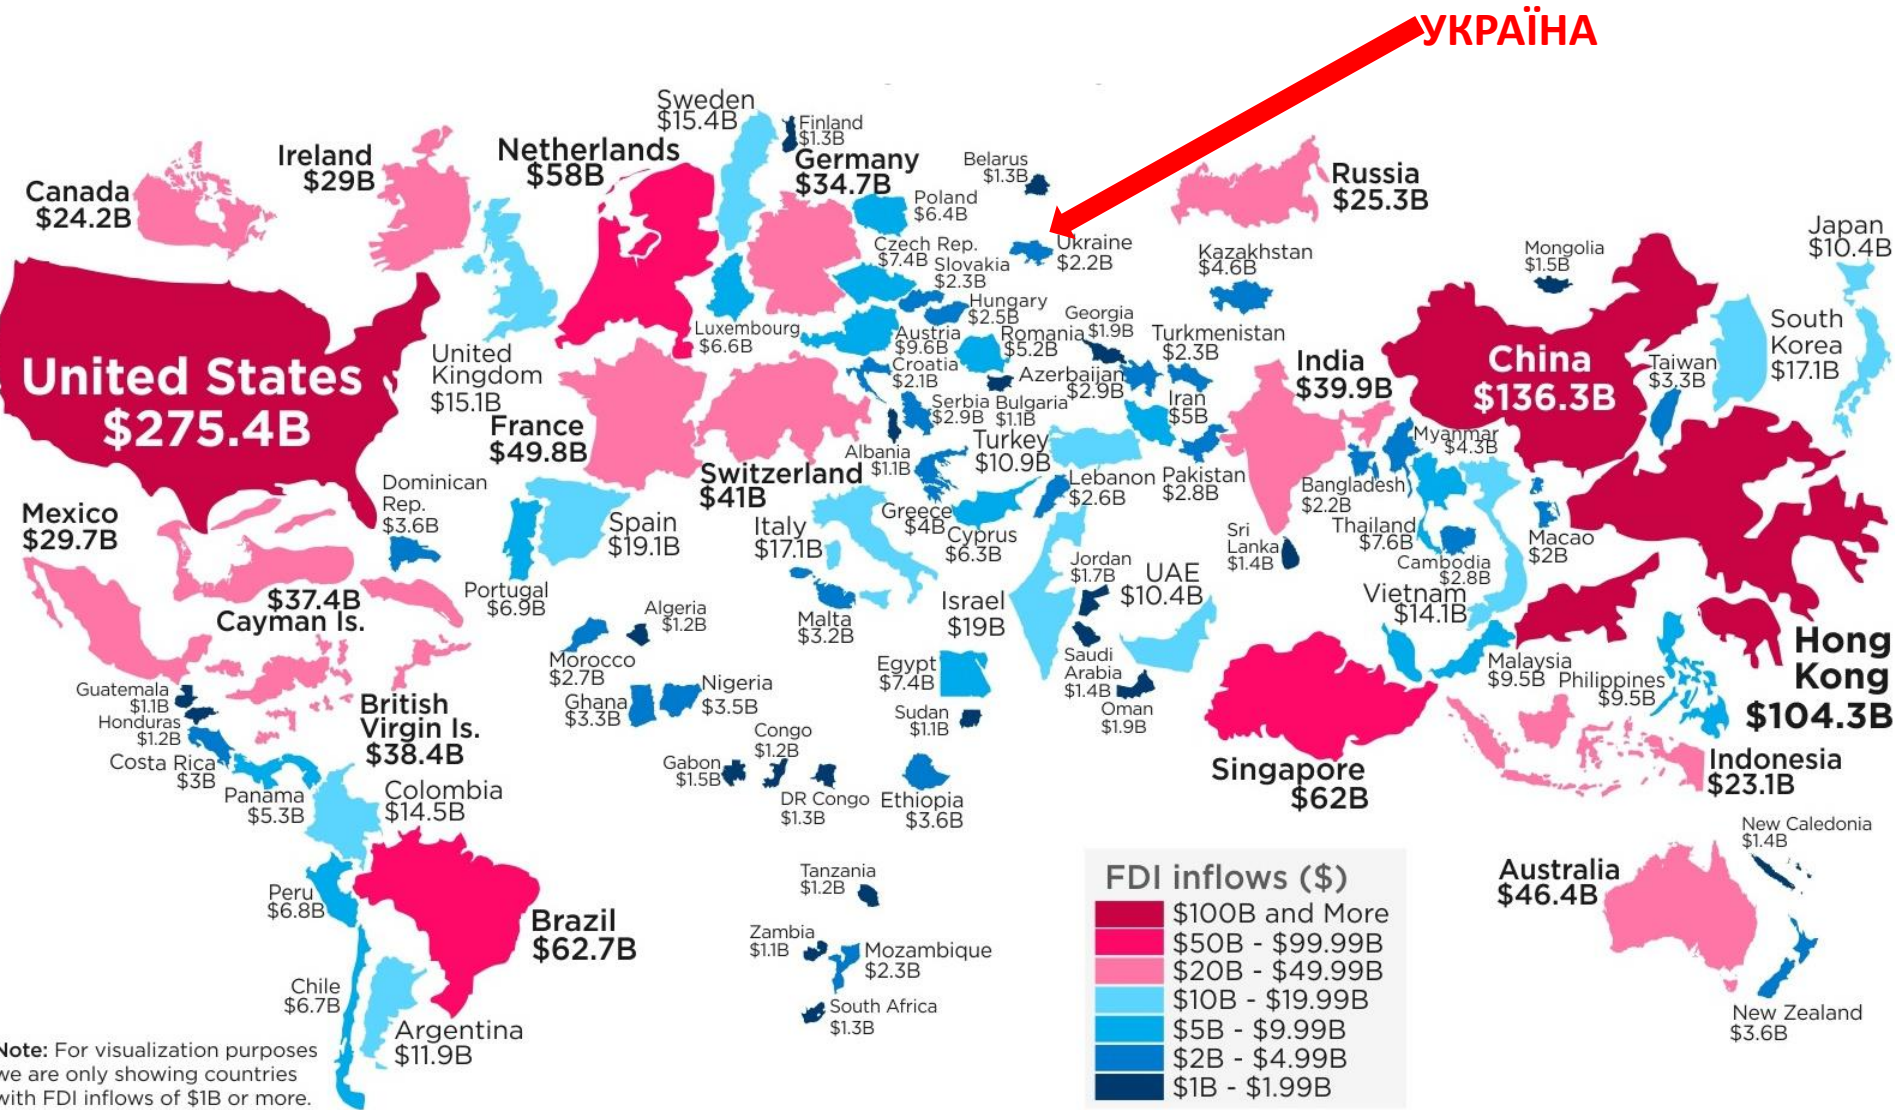 УКРАЇНА
Sweden
$15.4B
Finland
$1.3B
Ireland
$29B
Netherlands
$58B
Germany
$34.7B
Belarus
$1.3B
Russia
$25.3B
Canada
$24.2B
Poland
$6.4B
Czech Rep.
$7.4B
Slovakia
$2.3B
Ukraine
$2.2B
Kazakhstan
$4.6B
Mongolia
$1.5B
Japan
$10.4B
Hungary
$2.5B
Luxembourg
$6.6B
Austria
$9.6B
Romania
$5.2B
Georgia
$1.9B
Turkmenistan
$2.3B
South
Korea
$17.1B
United States
$275.4B
United
Kingdom
$15.1B
Croatia
$2.1B
Azerbaijan
$2.9B
India
$39.9B
China
$136.3B
Taiwan
$3.3B
France
$49.8B
Serbia
$2.9B
Bulgaria
$1.1B
Iran
$5B
Albania
$1.1B
Turkey
$10.9B
Myanmar
$4.3B
Switzerland
$41B
Lebanon
$2.6B
Pakistan
$2.8B
Bangladesh
$2.2B
Dominican
Rep.
$3.6B
Mexico
$29.7B
Spain
$19.1B
Italy
$17.1B
Greece
$4B
Cyprus
$6.3B
Sri
Lanka
$1.4B
Thailand
$7.6B
Macao
$2B
Cambodia
$2.8B
Jordan
$1.7B
UAE
$10.4B
Portugal
$6.9B
$37.4B
Cayman Is.
Algeria
$1.2B
Malta
$3.2B
Israel
$19B
Vietnam
$14.1B
Hong
Kong
$104.3B
Morocco
$2.7B
Egypt
$7.4B
Saudi
Arabia
$1.4B
Malaysia
$9.5B
Philippines
$9.5B
Guatemala
$1.1B
Honduras
$1.2B
British
Virgin Is.
$38.4B
Ghana
$3.3B
Nigeria
$3.5B
Sudan
$1.1B
Oman
$1.9B
Costa Rica
$3B
Gabon
$1.5B
Congo
$1.2B
Singapore
$62B
Indonesia
$23.1B
Panama
$5.3B
Colombia
$14.5B
DR Congo
$1.3B
Ethiopia
$3.6B
New Caledonia
$1.4B
Peru
$6.8B
Brazil
$62.7B
Tanzania
$1.2B
Australia
$46.4B
Zambia
$1.1B
Mozambique
$2.3B
Chile
$6.7B
Argentina
$11.9B
South Africa
$1.3B
New Zealand
$3.6B
FDI inflows ($)
$100B and More
$50B - $99.99B
$20B - $49.99B
$10B - $19.99B
$5B - $9.99B
$2B - $4.99B
$1B - $1.99B
Note: For visualization purposes
we are only showing countries
with FDI inflows of $1B or more.